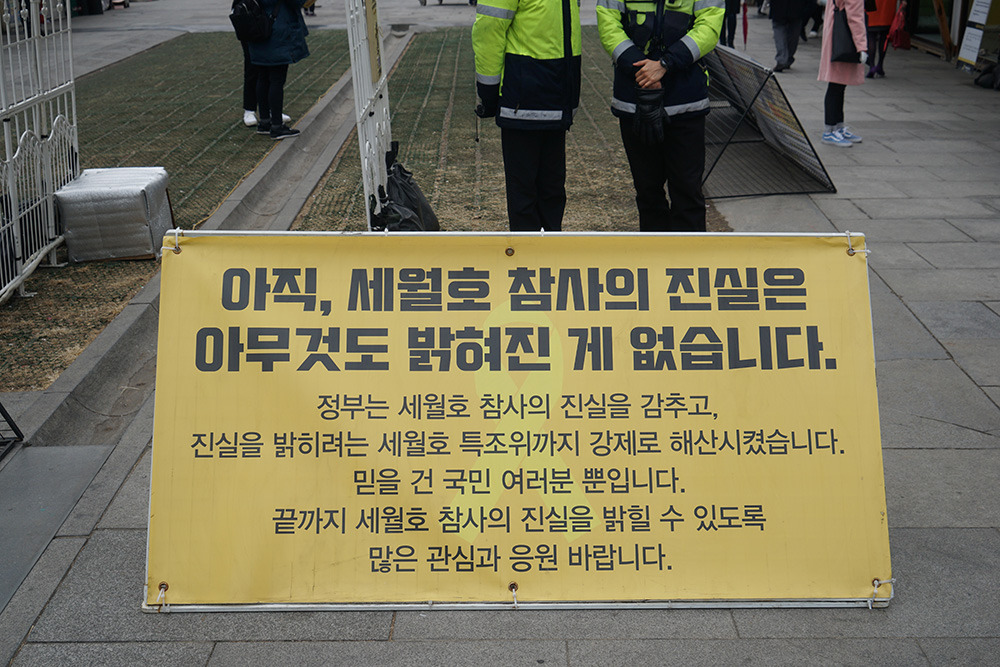 아직, 세월호 참사의 진실은
아무것도 밝혀진 게 없습니다.
정부는 세월호 참사의 진실을 감추고,
진실을 밝히려는 세월호 특조위까지 강제로 해산시켰습니다.
믿을 건 국민 여러분 뿐입니다.
끝까지 세월호 참사의 진실을 밝힐 수 있도록
많은 관심과 응원 바랍니다.